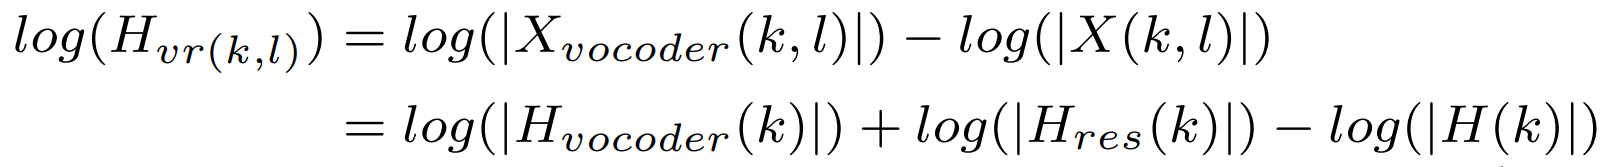 log(H_{vr(k,l)}) = log(|X_{vocoder}(k,l)|) − log(|X(k,l)|)
= log(|H_{vocoder}(k)|) + log(|H_{res}(k)|) − log(|H(k)|)